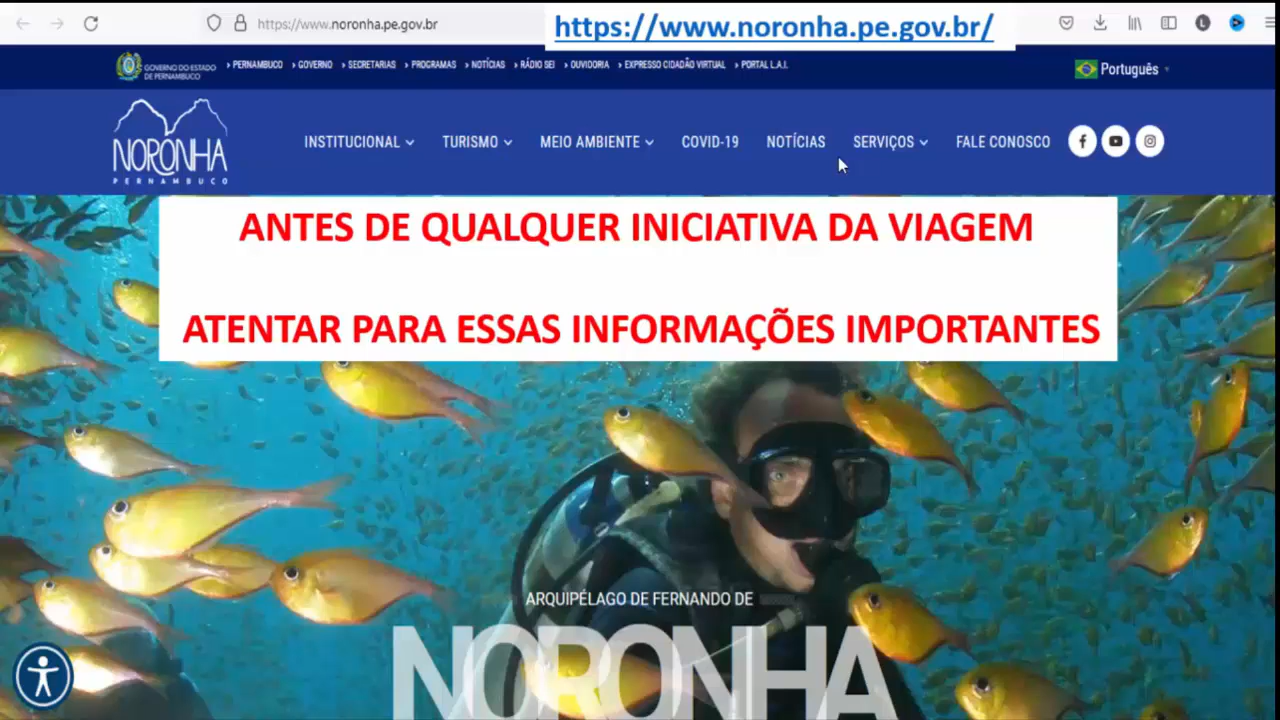 https://www.noronha.pe.gov.br
https://www.noronha.pe.gov.br/
GOVERNO DO ESTADO
DE PERNAMBUCO
PERNAMBUCO
GOVERNO
SECRETARIAS
PROGRAMAS
NOTÍCIAS
RÁDIO SEI
OUVIDORIA
EXPRESSO CIDADÃO VIRTUAL
PORTAL L.A.I.
Português
NORONHA
PERNAMBUCO
INSTITUCIONAL
TURISMO
MEIO AMBIENTE
COVID-19
NOTÍCIAS
SERVIÇOS
FALE CONOSCO
ANTES DE QUALQUER INICIATIVA DA VIAGEM
ATENTAR PARA ESSAS INFORMAÇÕES IMPORTANTES
ARQUIPÉLAGO DE FERNANDO DE
NORONHA